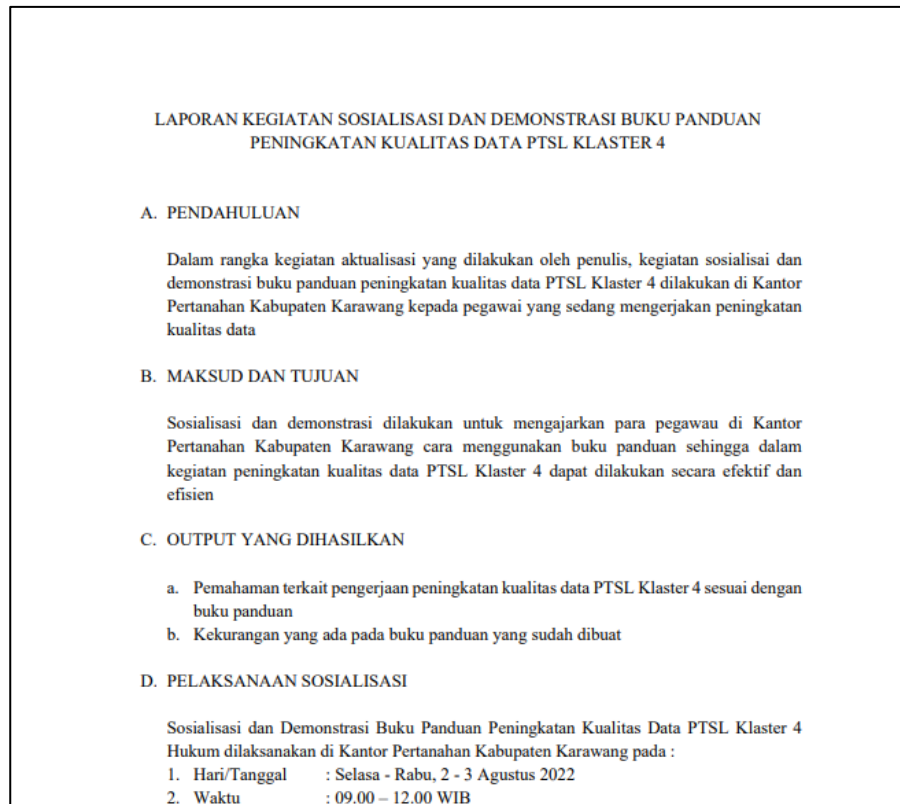 LAPORAN KEGIATAN SOSIALISASI DAN DEMONSTRASI BUKU PANDUAN
PENINGKATAN KUALITAS DATA PTSL KLASTER 4
A. PENDAHULUAN
Dalam rangka kegiatan aktualisasi yang dilakukan oleh penulis, kegiatan sosialisai dan
demonstrasi buku panduan peningkatan kualitas data PTSL Klaster 4 dilakukan di Kantor
Pertanahan Kabupaten Karawang kepada pegawai yang sedang mengerjakan peningkatan
kualitas data
B. MAKSUD DAN TUJUAN
Sosialisasi dan demonstrasi dilakukan untuk mengajarkan para pegawau di Kantor
Pertanahan Kabupaten Karawang cara menggunakan buku panduan sehingga dalam
kegiatan peningkatan kualitas data PTSL Klaster 4 dapat dilakukan secara efektif dan
efisien
C. OUTPUT YANG DIHASILKAN
a. Pemahaman terkait pengerjaan peningkatan kualitas data PTSL Klaster 4 sesuai dengan
buku panduan
b. Kekurangan yang ada pada buku panduan yang sudah dibuat
D. PELAKSANAAN SOSIALISASI
Sosialisasi dan Demonstrasi Buku Panduan Peningkatan Kualitas Data PTSL Klaster 4
Hukum dilaksanakan di Kantor Pertanahan Kabupaten Karawang pada :
1. Hari/Tanggal : Selasa - Rabu, 2 - 3 Agustus 2022
2. Waktu : 09.00 – 12.00 WIB